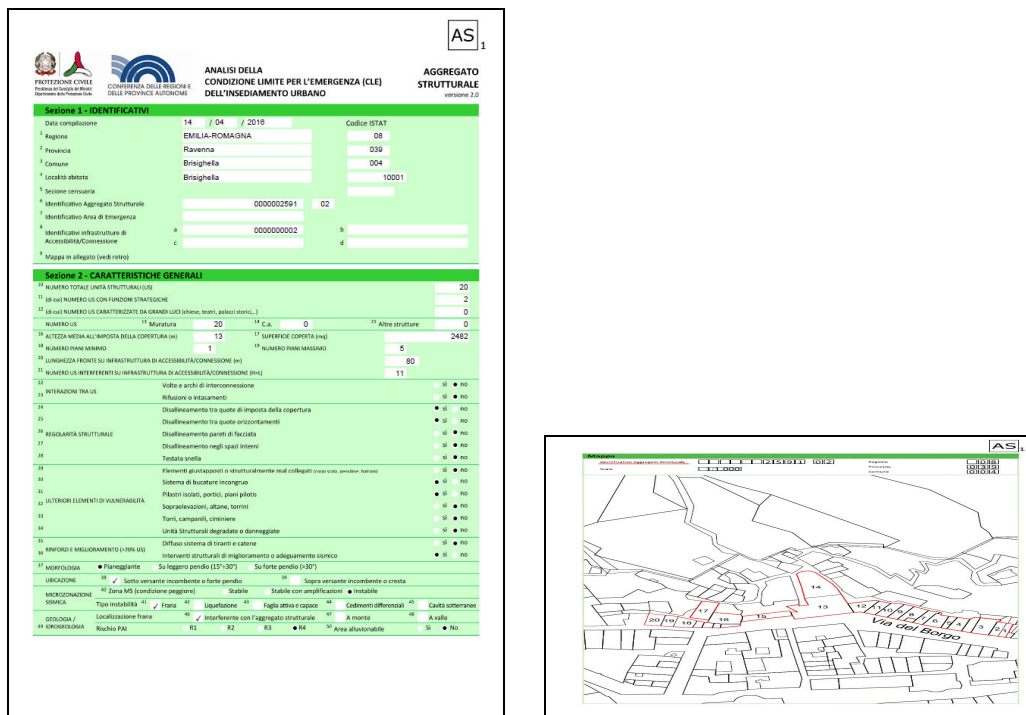 AS 1
PROTEZIONE CIVILE
Presidenza del Consiglio dei Ministri
Dipartimento della Protezione Civile
CONFERENZA DELLE REGIONI E
DELLE PROVINCE AUTONOME
ANALISI DELLA
CONDIZIONE LIMITE PER L'EMERGENZA (CLE)
DELL'INSEDIAMENTO URBANO
AGGREGATO
STRUTTURALE
versione 2.0
Sezione 1 - IDENTIFICATIVI
Data compilazione 14 / 04 / 2016 Codice ISTAT
1 Regione EMILIA-ROMAGNA 08
2 Provincia Ravenna 039
3 Comune Brisighella 004
4 Località abitata Brisighella 10001
5 Sezione censuaria
6 Identificativo Aggregato Strutturale 0000002591 02
7 Identificativo Area di Emergenza
8 Identificativi infrastrutture di Accessibilità/Connessione a 0000000002 b
c d
9 Mappa in allegato (vedi retro)
Sezione 2 - CARATTERISTICHE GENERALI
10 NUMERO TOTALE UNITÀ STRUTTURALI (US) 20
11 (di cui) NUMERO US CON FUNZIONI STRATEGICHE 2
12 (di cui) NUMERO US CARATTERIZZATE DA GRANDI LUCI (chiese, teatri, palazzi storici,..) 0
NUMERO US 13 Muratura 20 14 C.a. 0 15 Altre strutture 0
16 ALTEZZA MEDIA ALL'IMPOSTA DELLA COPERTURA (m) 13 17 SUPERFICIE COPERTA (mq) 2482
18 NUMERO PIANI MINIMO 1 19 NUMERO PIANI MASSIMO 5
20 LUNGHEZZA FRONTE SU INFRASTRUTTURA DI ACCESSIBILITÀ/CONNESSIONE (m) 80
21 NUMERO US INTERFERENTI SU INFRASTRUTTURA DI ACCESSIBILITÀ/CONNESSIONE (H>L) 11
INTERAZIONI TRA US
22 Volte e archi di interconnessione sì no
23 Rifusioni o intasamenti sì no
REGOLARITÀ STRUTTURALE
24 Disallineamento tra quote di imposta della copertura sì no
25 Disallineamento tra quote orizzontamenti sì no
26 Disallineamento pareti di facciata sì no
27 Disallineamento negli spazi interni sì no
28 Testata snella sì no
ULTERIORI ELEMENTI DI VULNERABILITÀ
29 Elementi giustapposti o strutturalmente mal collegati sì no
30 Sistema di bucature incongruo sì no
31 Pilastri isolati, portici, piani pilotis sì no
32 Sopraelevazioni, altane, torrini sì no
33 Torri, campanili, ciminiere sì no
34 Unità Strutturali degradate o danneggiate sì no
RINFORZI E MIGLIORAMENTO (>70% US)
35 Diffuso sistema di tiranti e catene sì no
36 Interventi strutturali di miglioramento o adeguamento sismico sì no
37 MORFOLOGIA Pianeggiante Su leggero pendio (15°÷30°) Su forte pendio (>30°)
UBICAZIONE 38 ✓ Sotto versante incombente o forte pendio 39 Sopra versante incombente o cresta
MICROZONAZIONE SISMICA 40 Zona MS (condizione peggiore) Stabile Stabile con amplificazioni Instabile
Tipo instabilità 41 ✓ Frana 42 Liquefazione 43 Faglia attiva e capace 44 Cedimenti differenziali 45 Cavità sotterranee
GEOLOGIA / IDROGEOLOGIA Localizzazione frana 46 ✓ Interferente con l'aggregato strutturale 47 A monte 48 A valle
49 Rischio PAI R1 R2 R3 R4 50 Area alluvionabile Sì No
AS 1
Mappa
Identificativo Aggregato Strutturale 2591 02
Regione 08
Scala 1:1.000
Provincia 039
Comune 004
14
13
12
17
20 19 18
16
15
Via del Borgo